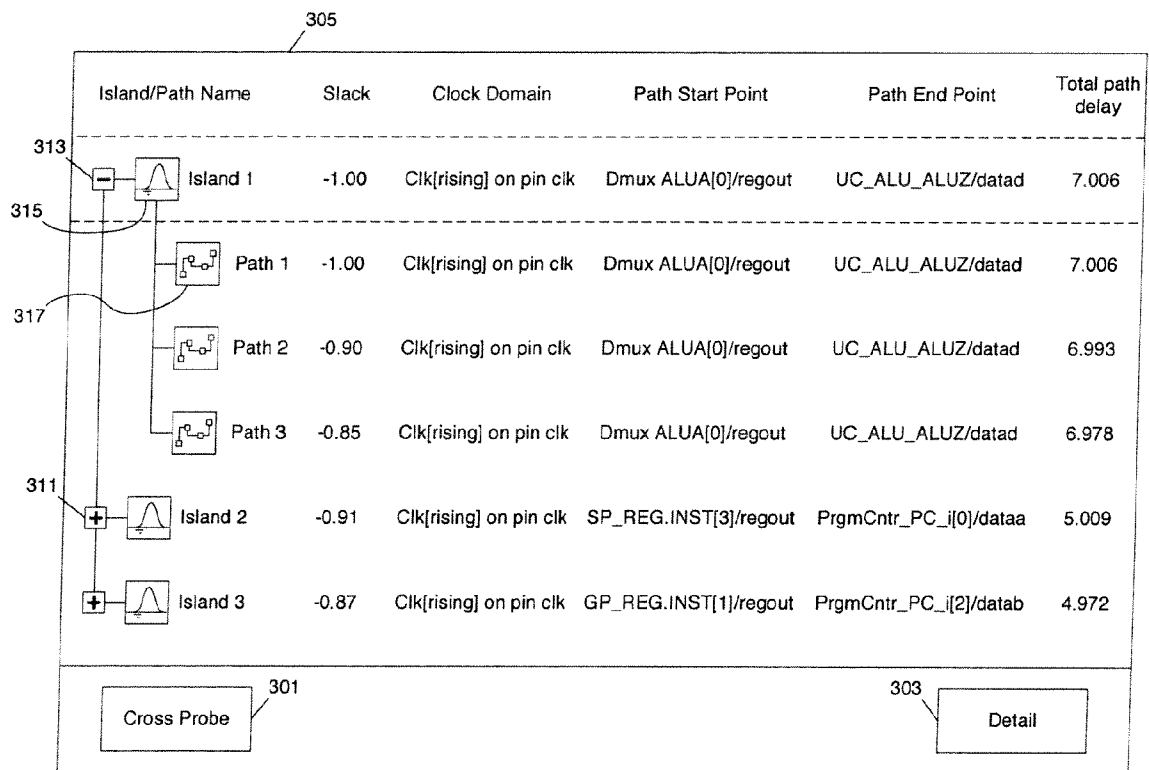 305
Island/Path Name Slack Clock Domain Path Start Point Path End Point Total path delay
313
Island 1 -1.00 Clk[rising] on pin clk Dmux ALUA[0]/regout UC_ALU_ALUZ/datad 7.006
315
Path 1 -1.00 Clk[rising] on pin clk Dmux ALUA[0]/regout UC_ALU_ALUZ/datad 7.006
317
Path 2 -0.90 Clk[rising] on pin clk Dmux ALUA[0]/regout UC_ALU_ALUZ/datad 6.993
Path 3 -0.85 Clk[rising] on pin clk Dmux ALUA[0]/regout UC_ALU_ALUZ/datad 6.978
311
Island 2 -0.91 Clk[rising] on pin clk SP_REG.INST[3]/regout PrgmCntr_PC_i[0]/dataa 5.009
Island 3 -0.87 Clk[rising] on pin clk GP_REG.INST[1]/regout PrgmCntr_PC_i[2]/datab 4.972
301
303
Cross Probe Detail